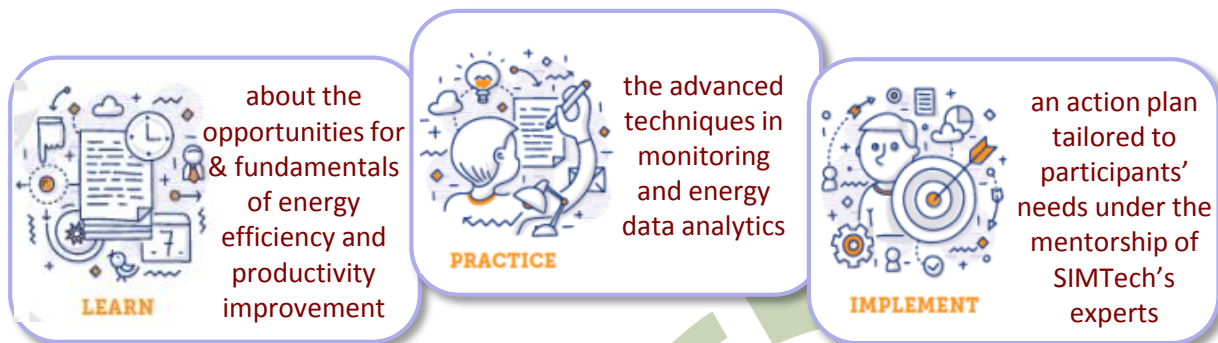 about the
opportunities for
& fundamentals
of energy
efficiency and
productivity
improvement
LEARN
7
the advanced
techniques in
monitoring
and energy
data analytics
PRACTICE
an action plan
tailored to
participants’
needs under the
mentorship of
SIMTech’s
experts
IMPLEMENT